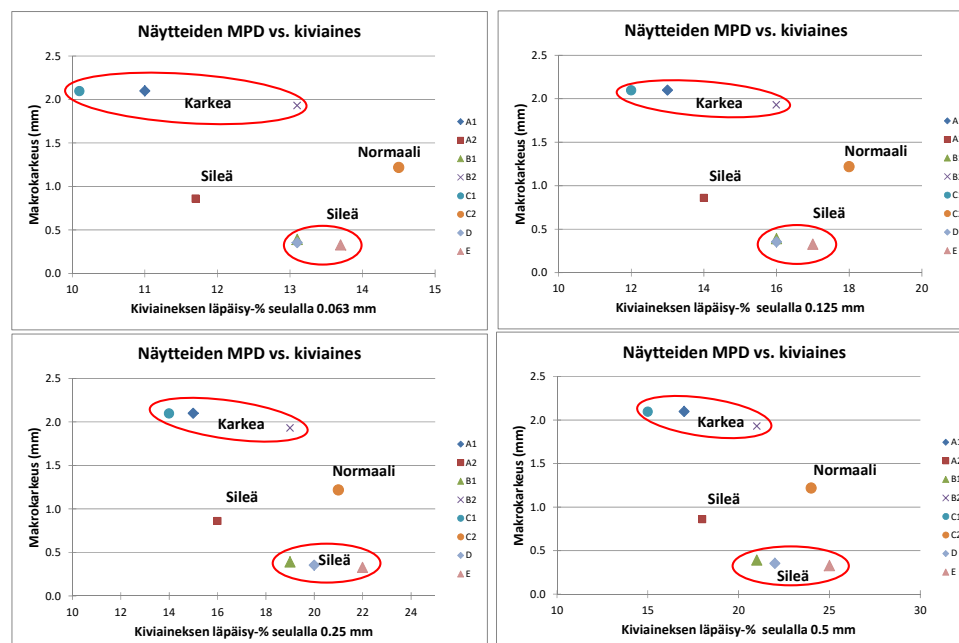 Näytteiden MPD vs. kiviaines
Makrokarkeus (mm)
2.5
2.0
1.5
1.0
0.5
0.0
Karkea
Normaali
Sileä
Sileä
A1
A2
B1
B2
C1
C2
D
E
10
11
12
13
14
15
Kiviaineksen läpäisy-% seulalla 0.063 mm
Näytteiden MPD vs. kiviaines
Makrokarkeus (mm)
2.5
2.0
1.5
1.0
0.5
0.0
Karkea
Normaali
Sileä
Sileä
A1
D
E
10
12
14
16
18
20
Kiviaineksen läpäisy-% seulalla 0.125 mm
Näytteiden MPD vs. kiviaines
Makrokarkeus (mm)
2.5
2.0
1.5
1.0
0.5
0.0
Karkea
Normaali
Sileä
Sileä
A1
A2
B1
B2
C1
C2
D
E
10
12
14
16
18
20
22
24
Kiviaineksen läpäisy-% seulalla 0.25 mm
Näytteiden MPD vs. kiviaines
Makrokarkeus (mm)
2.5
2.0
1.5
1.0
0.5
0.0
Karkea
Normaali
Sileä
Sileä
A1
A2
B1
B2
C1
C2
D
E
10
15
20
25
30
Kiviaineksen läpäisy-% seulalla 0.5 mm